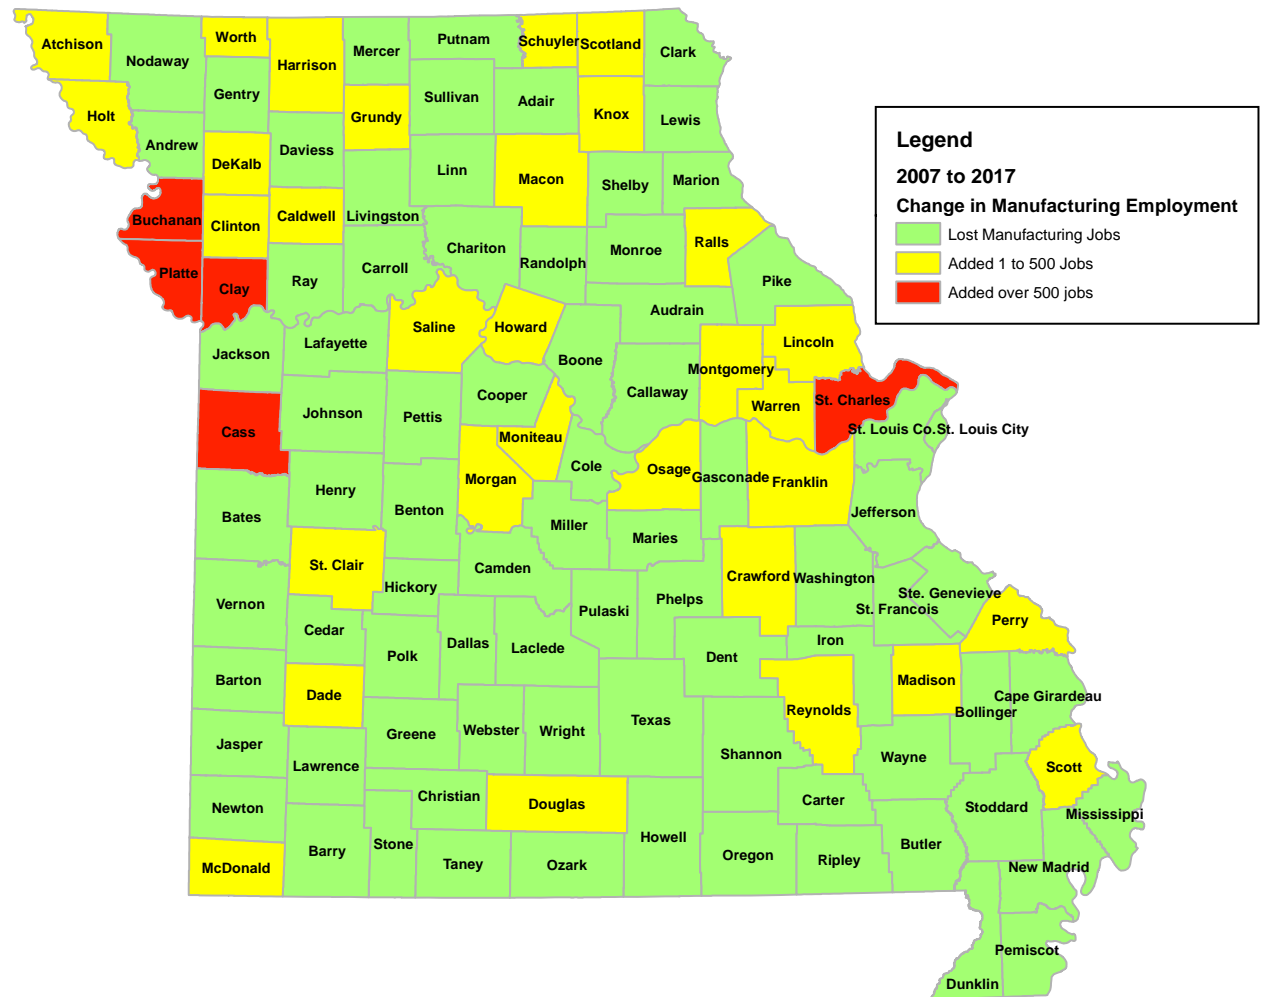 Legend
2007 to 2017
Change in Manufacturing Employment
Lost Manufacturing Jobs
Added 1 to 500 Jobs
Added over 500 jobs
Atchison
Nodaway
Worth
Harrison
Mercer
Putnam
Schuyler
Scotland
Clark
Holt
Gentry
Grundy
Sullivan
Adair
Knox
Lewis
Andrew
DeKalb
Daviess
Linn
Macon
Shelby
Marion
Buchanan
Clinton
Caldwell
Livingston
Chariton
Randolph
Monroe
Ralls
Platte
Clay
Ray
Carroll
Pike
Audrain
Jackson
Lafayette
Saline
Howard
Boone
Callaway
Montgomery
Lincoln
Warren
St. Charles
Cass
Johnson
Pettis
Cooper
Moniteau
Cole
Osage
Gasconade
Franklin
St. Louis Co.
St. Louis City
Henry
Benton
Morgan
Miller
Maries
Jefferson
Bates
St. Clair
Hickory
Camden
Pulaski
Phelps
Crawford
Washington
Ste. Genevieve
St. Francois
Perry
Vernon
Cedar
Polk
Dallas
Laclede
Dent
Iron
Barton
Dade
Greene
Webster
Wright
Texas
Reynolds
Madison
Bollinger
Cape Girardeau
Jasper
Lawrence
Shannon
Wayne
Scott
Newton
Christian
Douglas
Howell
Carter
Butler
Stoddard
Mississippi
McDonald
Barry
Stone
Taney
Ozark
Oregon
Ripley
New Madrid
Pemiscot
Dunklin